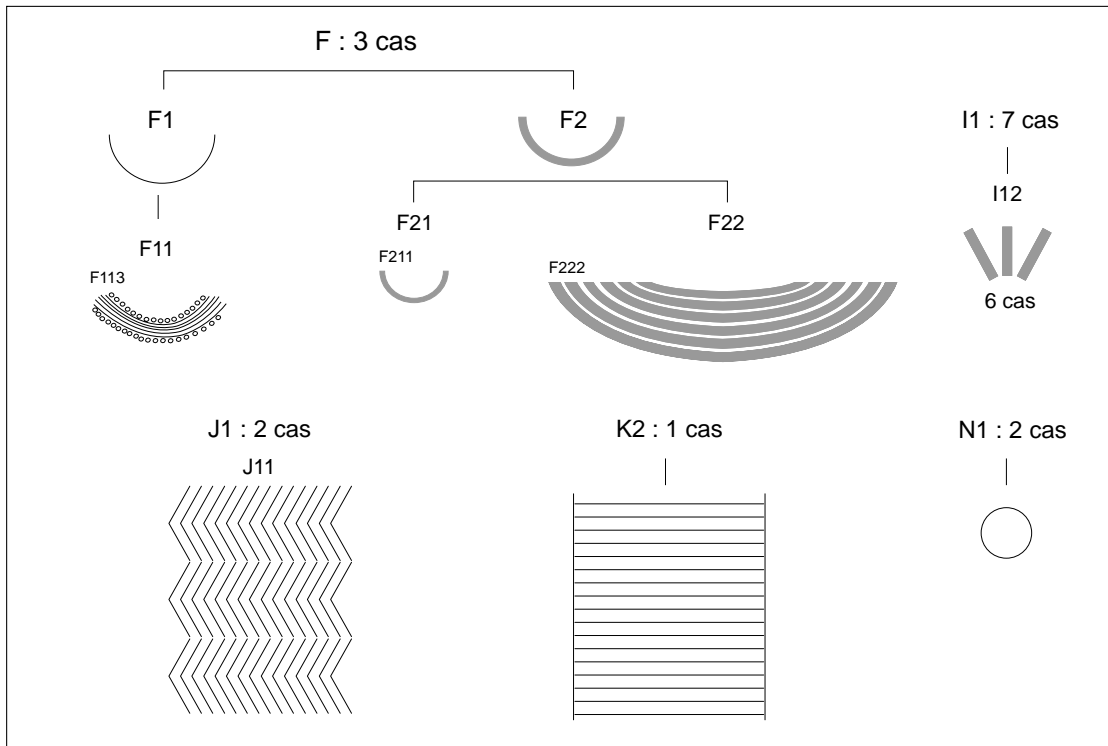 F : 3 cas
F1
F2
I1 : 7 cas
I12
F21
F22
F11
F211
F222
F113
6 cas
J1 : 2 cas
K2 : 1 cas
N1 : 2 cas
J11